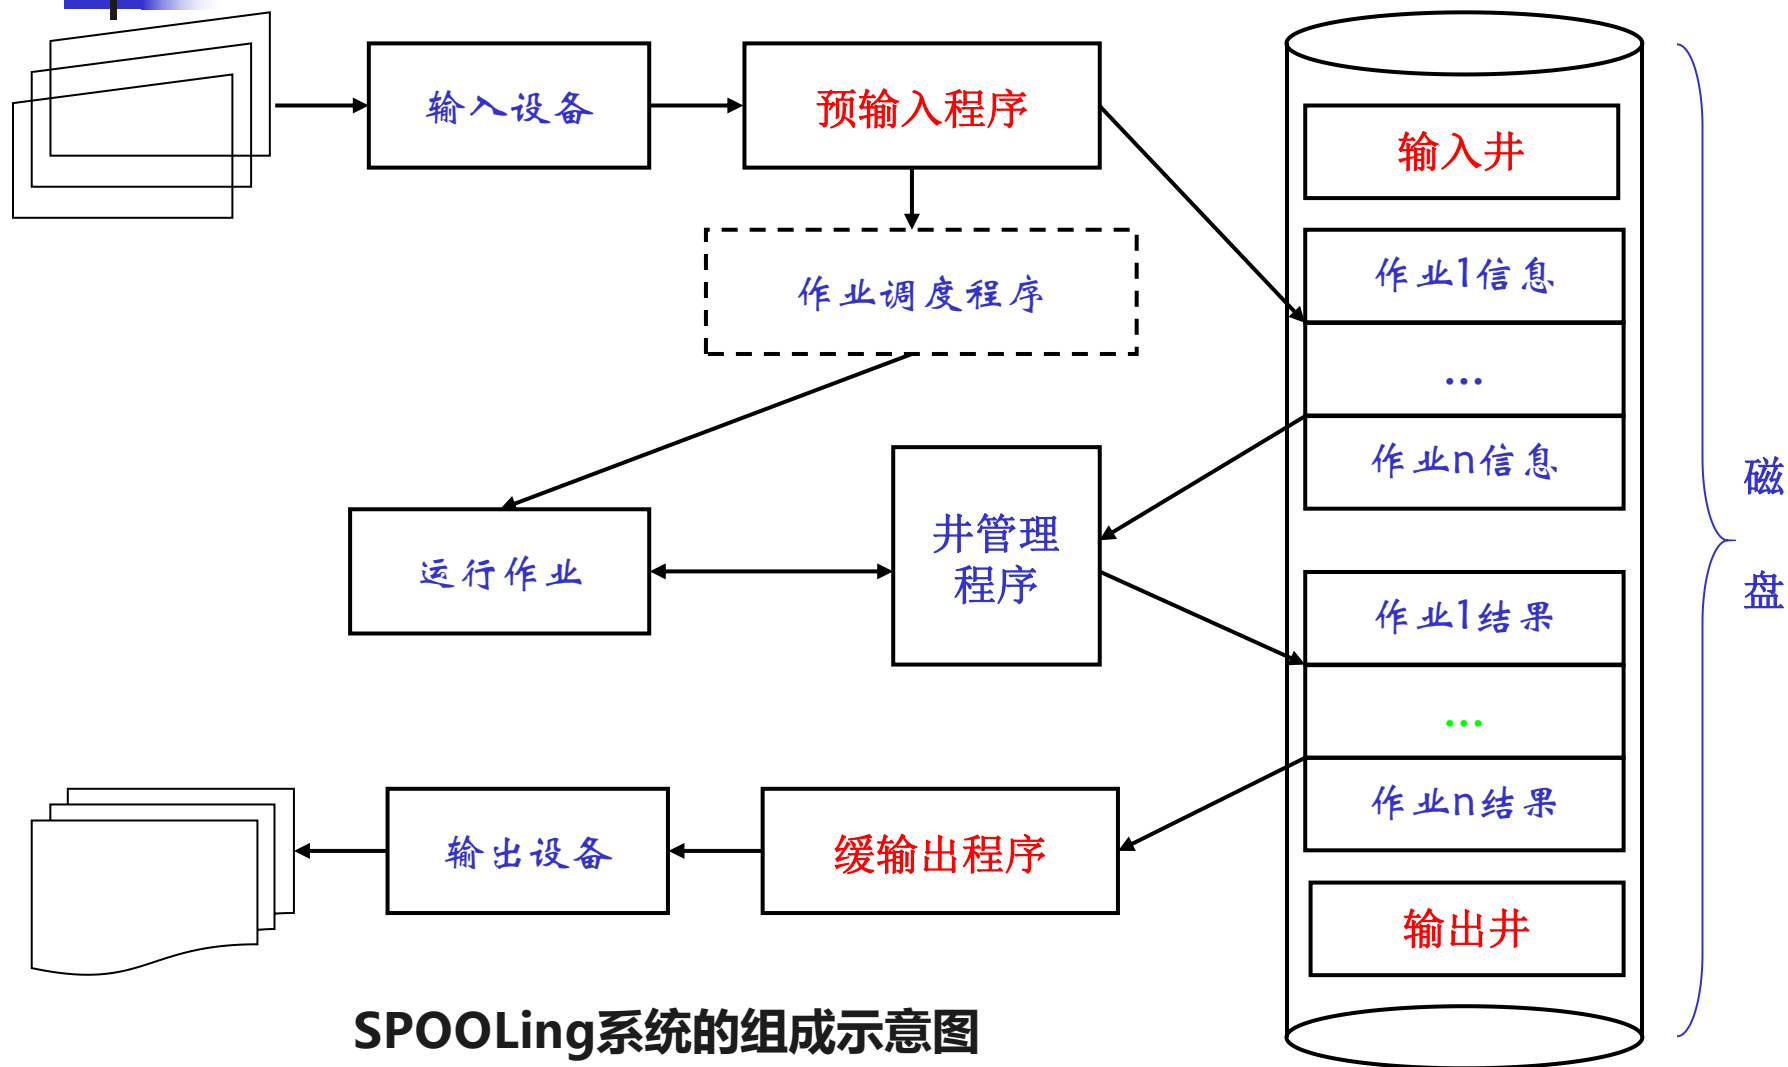 输入设备
预输入程序
输入井
作业调度程序
作业1信息
…
作业n信息
运行作业
井管理
程序
作业1结果
…
作业n结果
磁
盘
输出设备
缓输出程序
输出井
SPOOLing系统的组成示意图